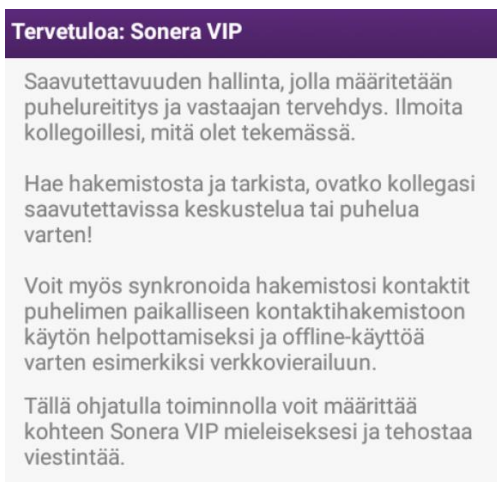 Tervetuloa: Sonera VIP
Saavutettavuuden hallinta, jolla määritetään
puhelureititys ja vastaajan tervehdys. Ilmoita
kollegoillesi, mitä olet tekemässä.
Hae hakemistosta ja tarkista, ovatko kollegasi
saavutettavissa keskustelua tai puhelua
varten!
Voit myös synkronoida hakemistosi kontaktit
puhelimen paikalliseen kontaktihakemistoon
käytön helpottamiseksi ja offline-käyttöä
varten esimerkiksi verkkovierailuun.
Tällä ohjatulla toiminnolla voit määrittää
kohteen Sonera VIP mieleiseksesi ja tehostaa
viestintää.